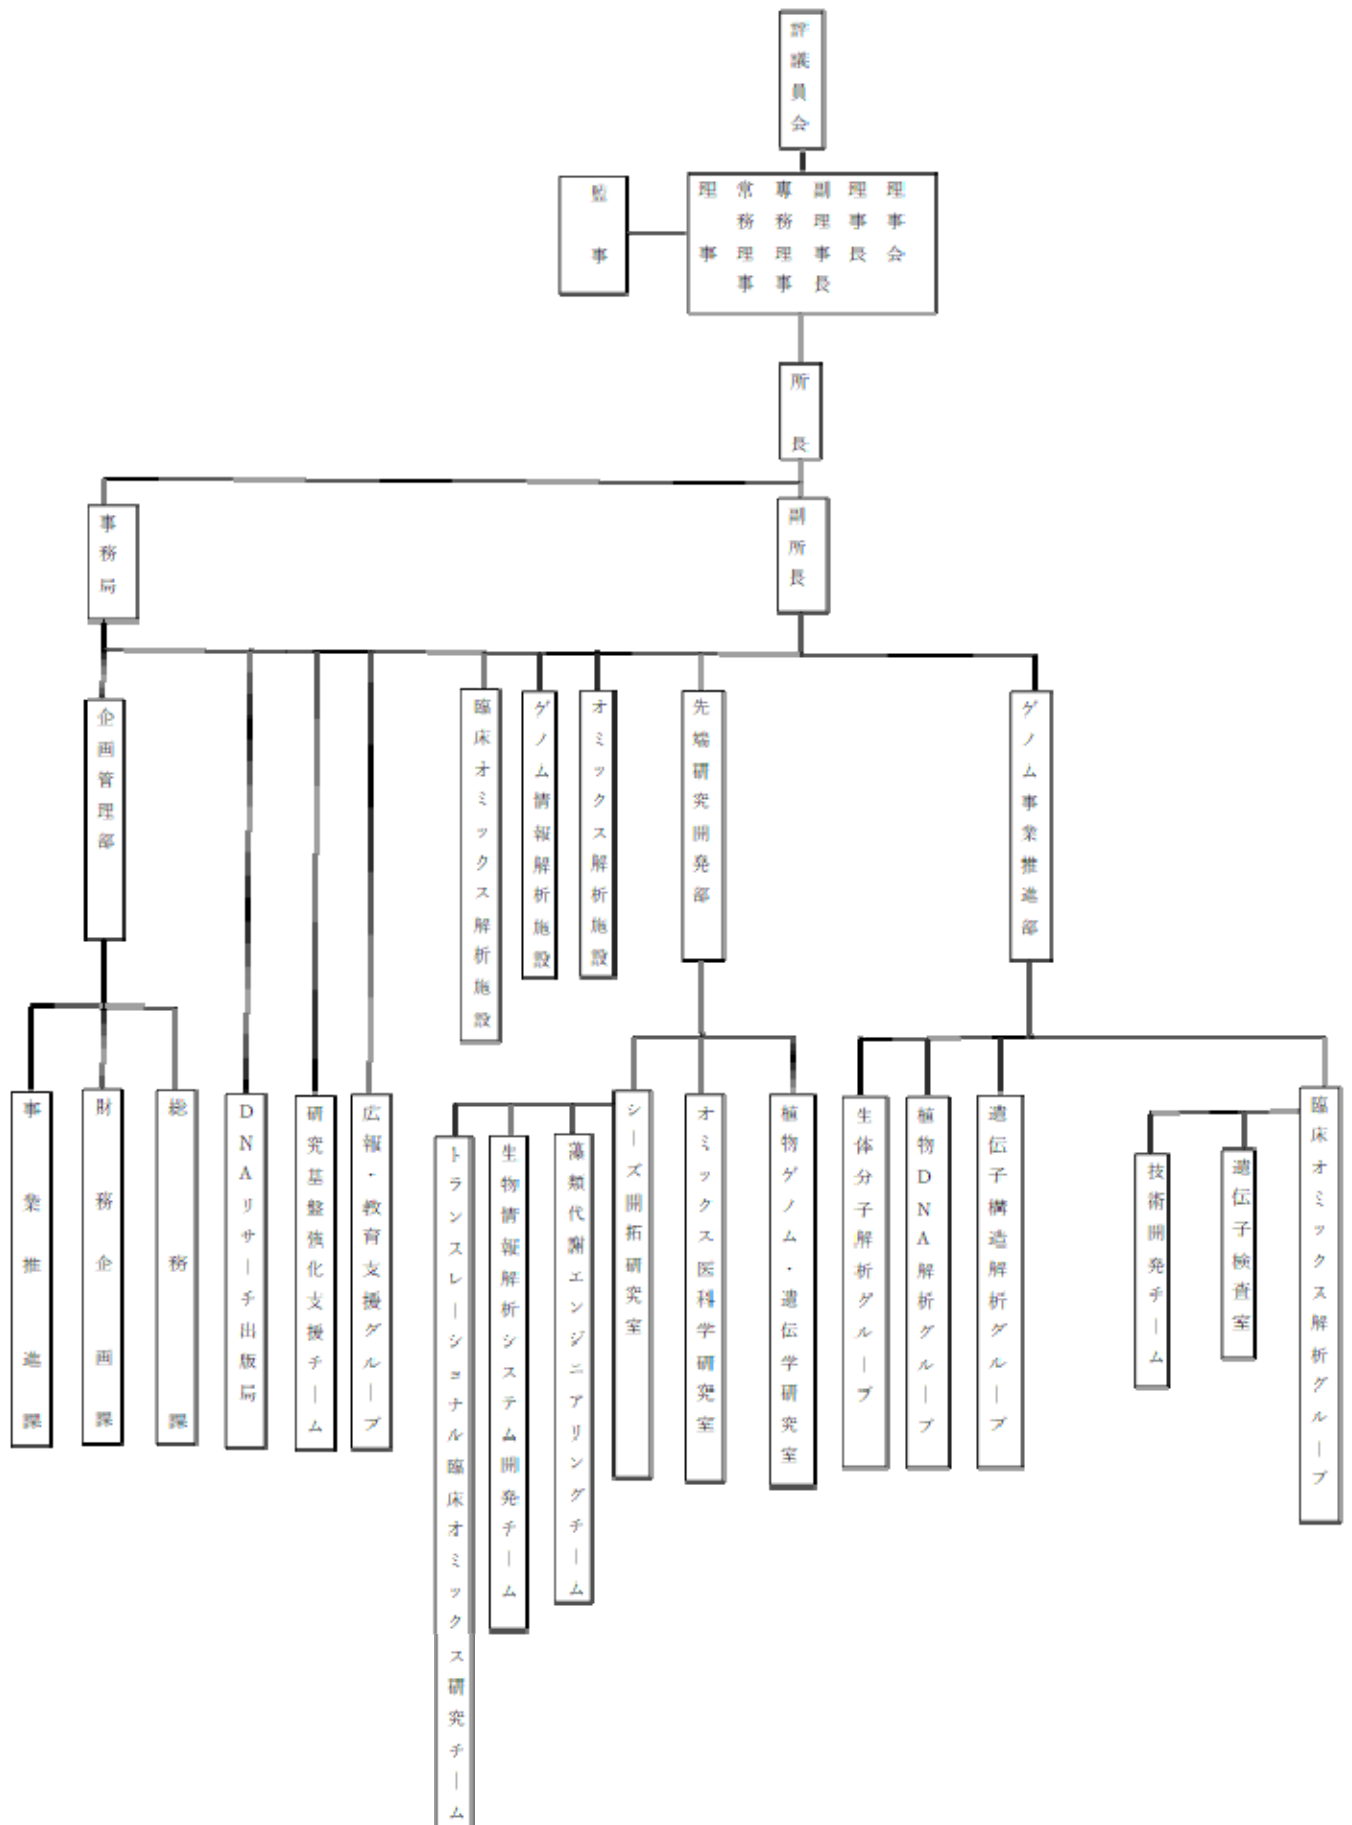 評議員会
理事会
理事長
副理事長
専務理事
常務理事
理事
監事
所長
副所長
事務局
ゲノム事業推進部
先端研究開発部
オミックス解析施設
ゲノム情報解析施設
臨床オミックス解析施設
企画管理部
臨床オミックス解析グループ
遺伝子検査室
技術開発チーム
遺伝子構造解析グループ
植物DNA解析グループ
生体分子解析グループ
植物ゲノム・遺伝学研究室
オミックス医科学研究室
シーズ開拓研究室
藻類代謝エンジニアリングチーム
生物情報解析システム開発チーム
トランスレーショナル臨床オミックス研究チーム
広報・教育支援グループ
研究基盤強化支援チーム
DNAリサーチ出版局
総務課
財務企画課
事業推進課